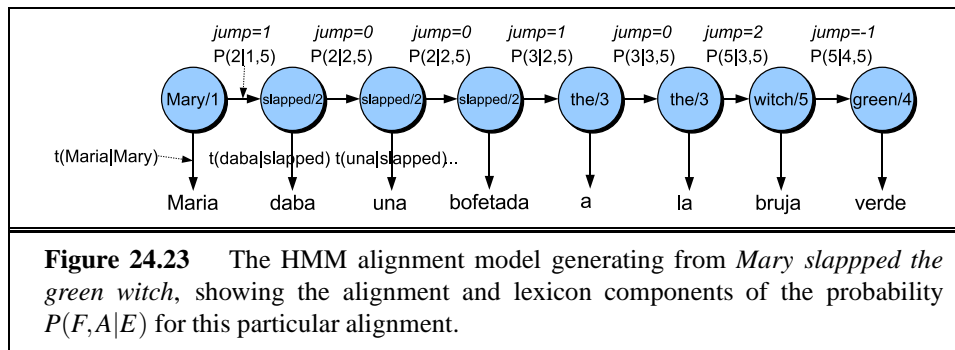 jump=1 jump=0 jump=0 jump=1 jump=0 jump=2 jump=-1
P(2|1,5) P(2|2,5) P(2|2,5) P(3|2,5) P(3|3,5) P(5|3,5) P(5|4,5)
Mary/1 slapped/2 slapped/2 slapped/2 the/3 the/3 witch/5 green/4
t(Maria|Mary) t(daba|slapped) t(una|slapped)...
Maria daba una bofetada a la bruja verde
Figure 24.23 The HMM alignment model generating from Mary slappped the
green witch, showing the alignment and lexicon components of the probability
P(F,A|E) for this particular alignment.